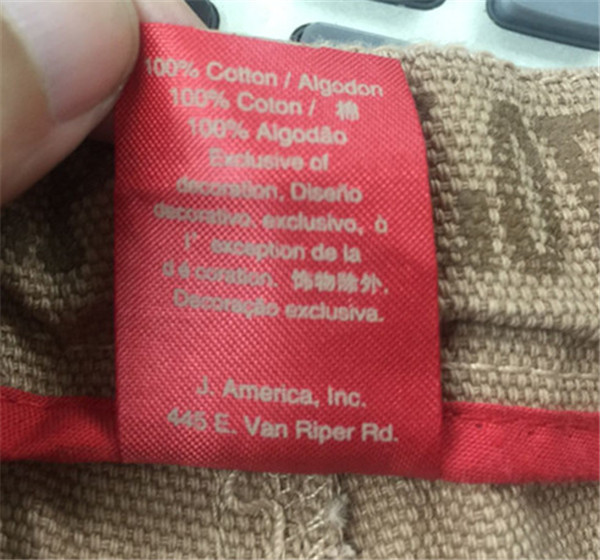 100% Cotton / Algodon
100% Coton / 棉
100% Algodão
Exclusive of
decoration, Diseño
decorativo exclusivo, à
l' exception de la
décoration. 饰物除外.
Decoração exclusiva.
J. America, Inc.
445 E. Van Riper Rd.